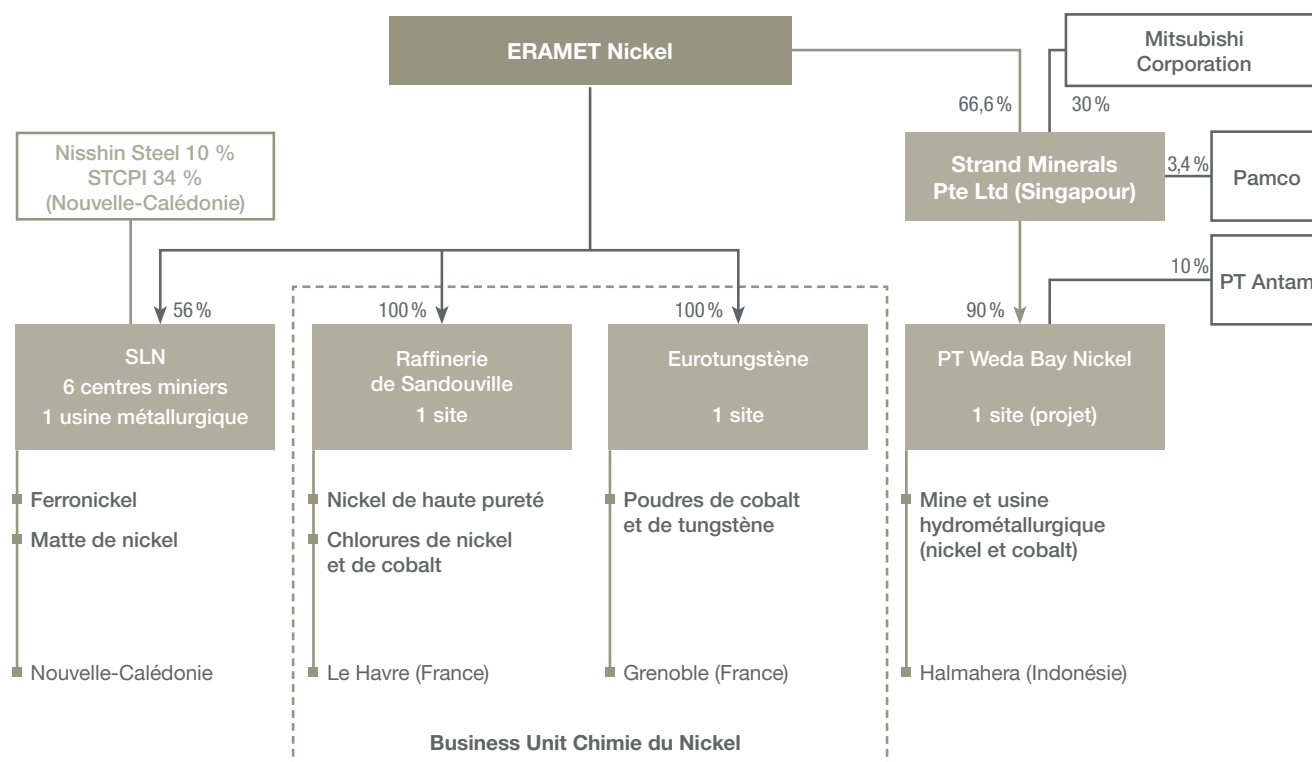 ERAMET Nickel
Mitsubishi
Corporation
66,6 %
30 %
Nisshin Steel 10 %
STCPI 34 %
(Nouvelle-Calédonie)
Strand Minerals
Pte Ltd (Singapour)
3,4 %
Pamco
10 %
PT Antam
56 %
100 %
100 %
90 %
SLN
6 centres miniers
1 usine métallurgique
Raffinerie
de Sandouville
1 site
Eurotungstène
1 site
PT Weda Bay Nickel
1 site (projet)
Ferronickel
Matte de nickel
Nouvelle-Calédonie
Nickel de haute pureté
Chlorures de nickel
et de cobalt
Le Havre (France)
Poudres de cobalt
et de tungstène
Grenoble (France)
Mine et usine
hydrométallurgique
(nickel et cobalt)
Halmahera (Indonésie)
Business Unit Chimie du Nickel